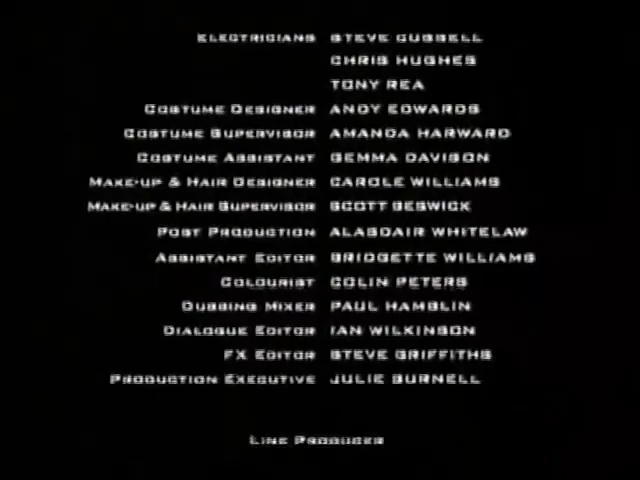 Electricians STEVE GUBBELL
CHRIS HUGHES
TONY REA
Costume Designer ANDY EDWARDS
Costume Supervisor AMANDA HARWARD
Costume Assistant GEMMA DAVISON
Make-up & Hair Designer CAROLE WILLIAMS
Make-up & Hair Supervisor SCOTT BESWICK
Post Production ALASDAIR WHITELAW
Assistant Editor BRIDGETTE WILLIAMS
Colourist COLIN PETERS
Dubbing Mixer PAUL HAMBLIN
Dialogue Editor IAN WILKINSON
FX Editor STEVE GRIFFITHS
Production Executive JULIE BURNELL
Line Producer